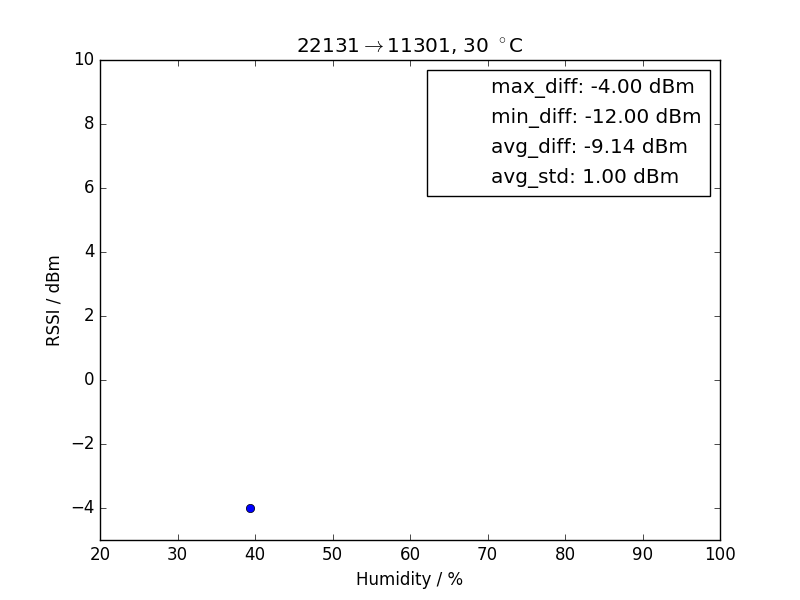 22131→11301, 30 °C
max_diff: -4.00 dBm
min_diff: -12.00 dBm
avg_diff: -9.14 dBm
avg_std: 1.00 dBm
RSSI / dBm
10
8
6
4
2
0
−2
−4
20 30 40 50 60 70 80 90 100
Humidity / %